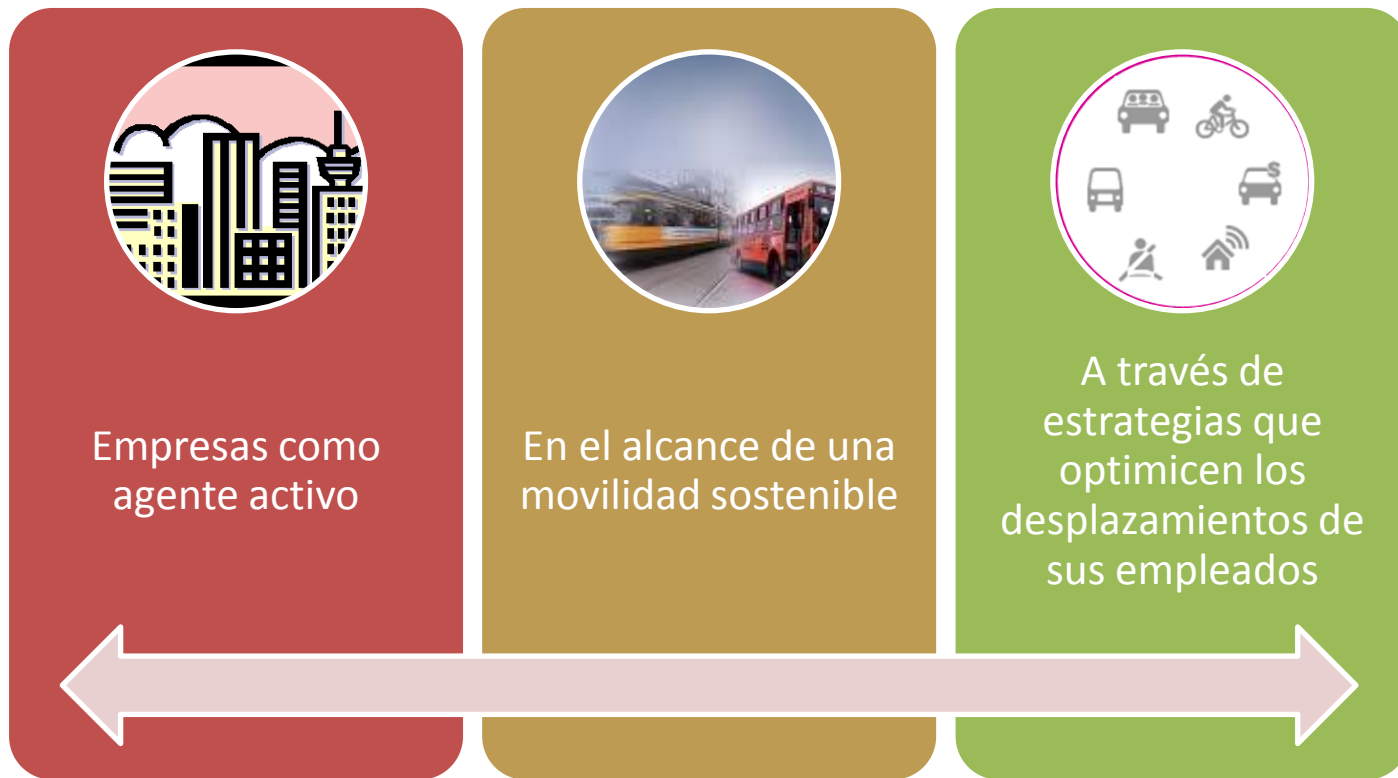 Empresas como
agente activo
En el alcance de una
movilidad sostenible
$
A través de
estrategias que
optimicen los
desplazamientos de
sus empleados